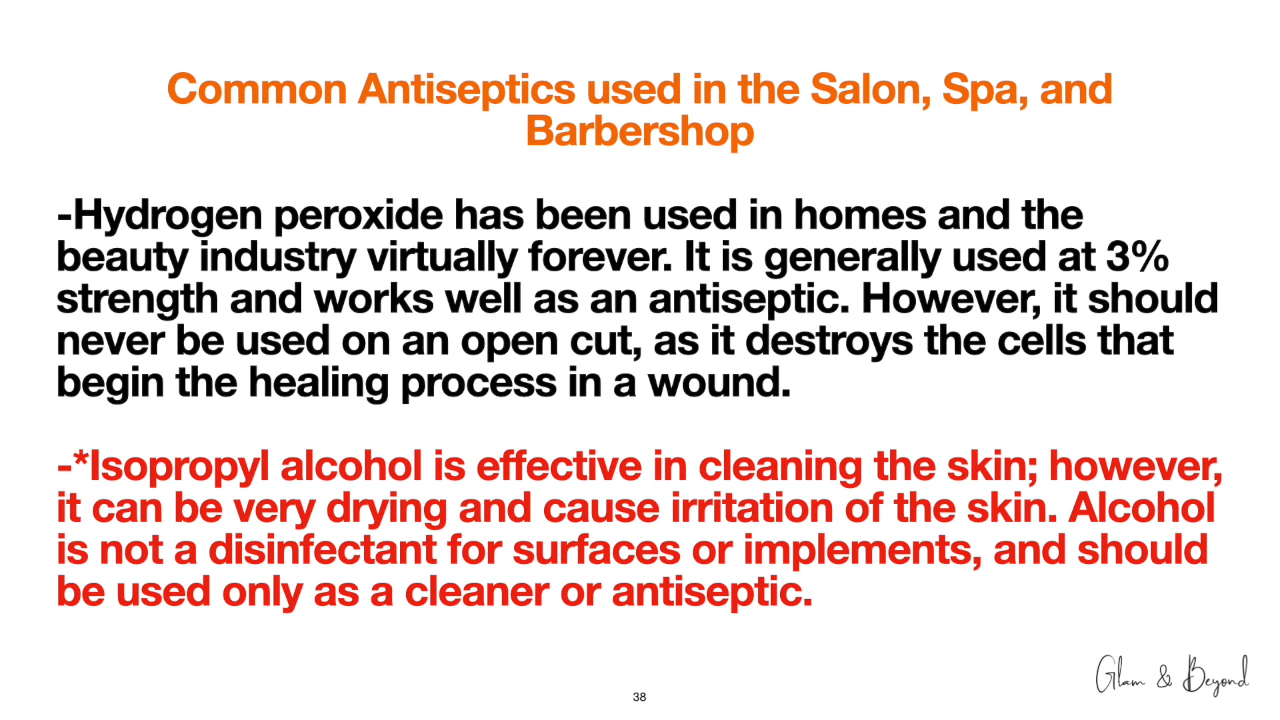 Common Antiseptics used in the Salon, Spa, and
Barbershop
-Hydrogen peroxide has been used in homes and the
beauty industry virtually forever. It is generally used at 3%
strength and works well as an antiseptic. However, it should
never be used on an open cut, as it destroys the cells that
begin the healing process in a wound.
-*Isopropyl alcohol is effective in cleaning the skin; however,
it can be very drying and cause irritation of the skin. Alcohol
is not a disinfectant for surfaces or implements, and should
be used only as a cleaner or antiseptic.
Glam & Beyond
38